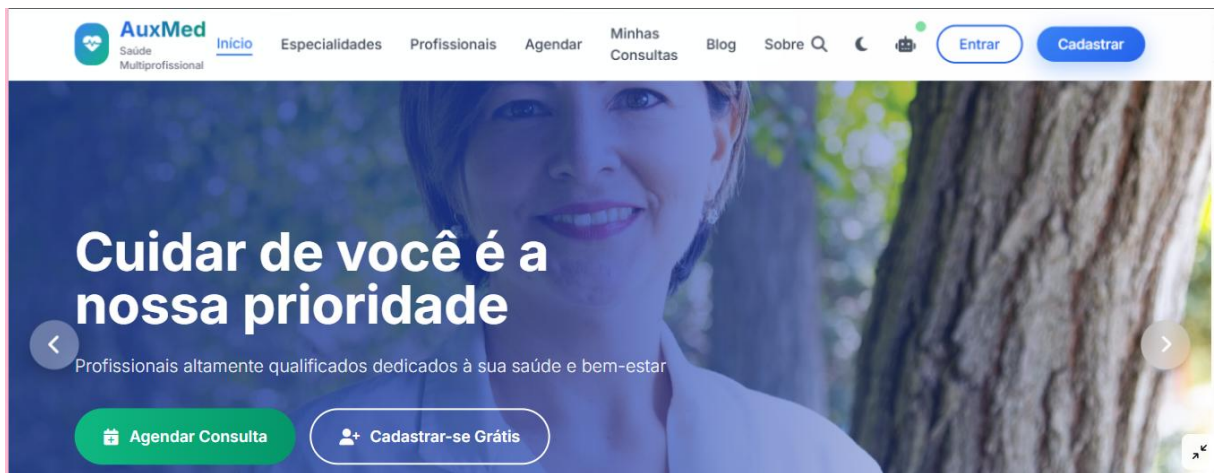 AuxMed
Saúde
Multiprofissional
Início
Especialidades
Profissionais
Agendar
Minhas
Consultas
Blog
Sobre
Entrar
Cadastrar
Cuidar de você é a
nossa prioridade
Profissionais altamente qualificados dedicados à sua saúde e bem-estar
Agendar Consulta
Cadastrar-se Grátis